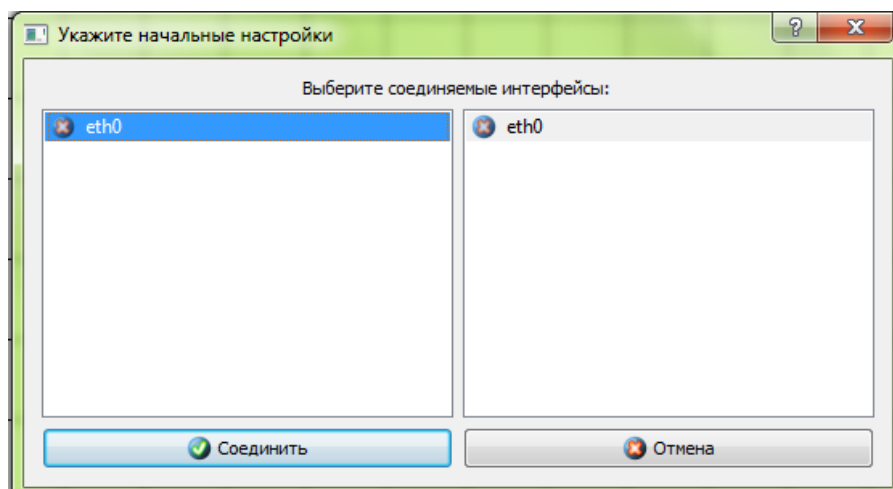 Укажите начальные настройки
Выберите соединяемые интерфейсы:
eth0
eth0
Соединить
Отмена